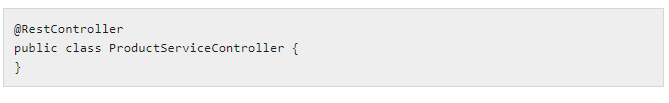 @RestController
public class ProductServiceController {
}